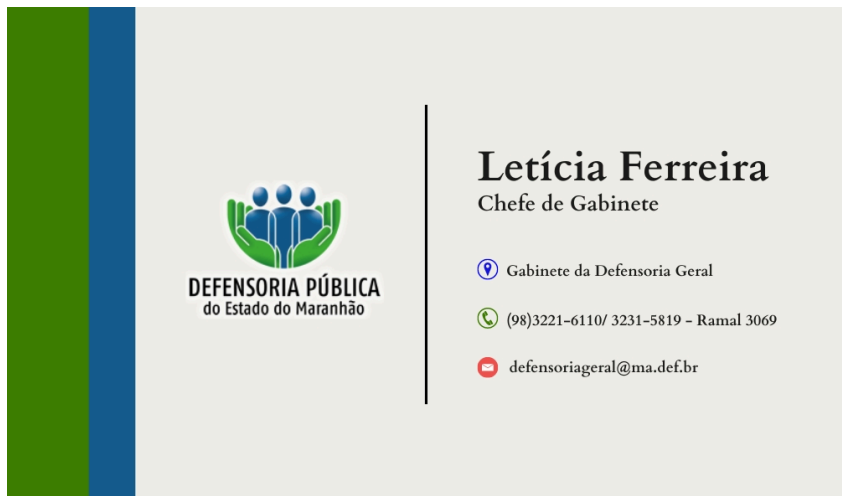 DEFENSORIA PÚBLICA
do Estado do Maranhão
Letícia Ferreira
Chefe de Gabinete
Gabinete da Defensoria Geral
(98)3221-6110/ 3231-5819 - Ramal 3069
defensoriageral@ma.def.br